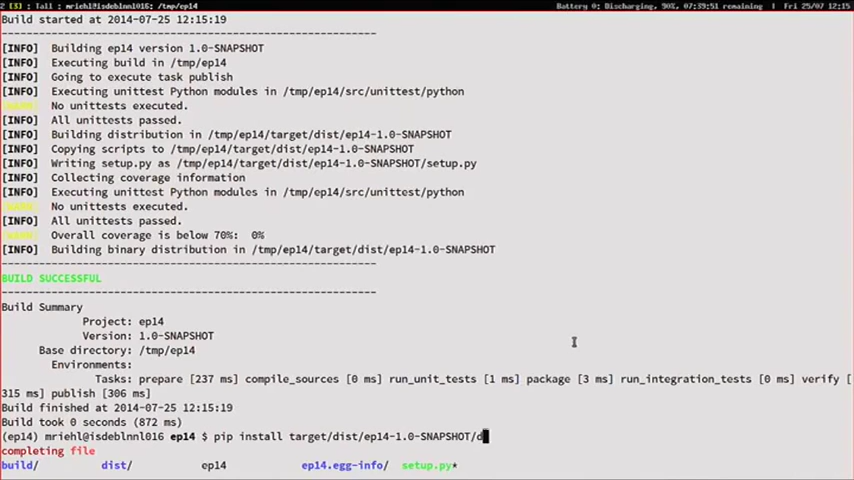 2 [3] : Tall : mriehl@isdeblnnl016: /tmp/ep14 Battery 0: Discharging, 90%, 07:39:51 remaining | Fri 25/07 12:15
Build started at 2014-07-25 12:15:19
------------------------------------------------------------
[INFO]  Building ep14 version 1.0-SNAPSHOT
[INFO]  Executing build in /tmp/ep14
[INFO]  Going to execute task publish
[INFO]  Executing unittest Python modules in /tmp/ep14/src/unittest/python
[WARN]  No unittests executed.
[INFO]  All unittests passed.
[INFO]  Building distribution in /tmp/ep14/target/dist/ep14-1.0-SNAPSHOT
[INFO]  Copying scripts to /tmp/ep14/target/dist/ep14-1.0-SNAPSHOT
[INFO]  Writing setup.py as /tmp/ep14/target/dist/ep14-1.0-SNAPSHOT/setup.py
[INFO]  Collecting coverage information
[INFO]  Executing unittest Python modules in /tmp/ep14/src/unittest/python
[WARN]  No unittests executed.
[INFO]  All unittests passed.
[WARN]  Overall coverage is below 70%:  0%
[INFO]  Building binary distribution in /tmp/ep14/target/dist/ep14-1.0-SNAPSHOT
------------------------------------------------------------
BUILD SUCCESSFUL
------------------------------------------------------------
Build Summary
Project: ep14
Version: 1.0-SNAPSHOT
Base directory: /tmp/ep14
Environments:
Tasks: prepare [237 ms] compile_sources [0 ms] run_unit_tests [1 ms] package [3 ms] run_integration_tests [0 ms] verify [
315 ms] publish [306 ms]
Build finished at 2014-07-25 12:15:19
Build took 0 seconds (872 ms)
(ep14) mriehl@isdeblnnl016 ep14 $ pip install target/dist/ep14-1.0-SNAPSHOT/d
completing file
build/ dist/ ep14 ep14.egg-info/ setup.py*